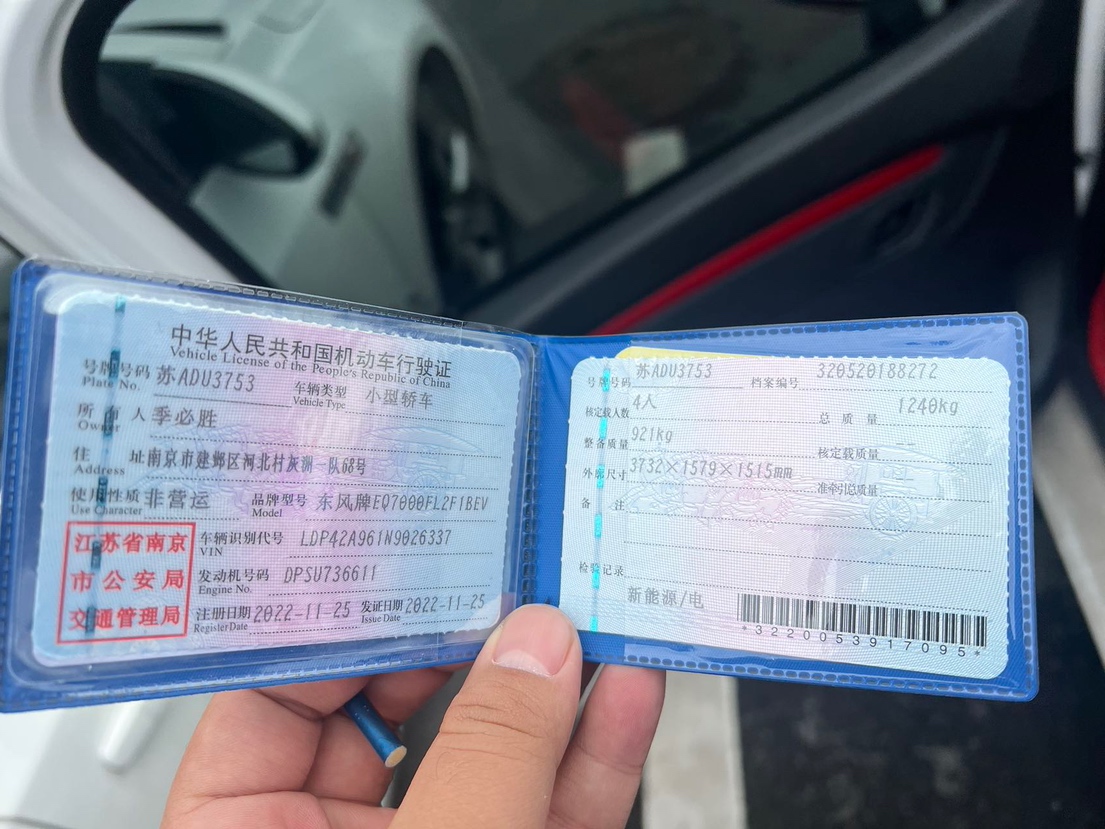 中华人民共和国机动车行驶证
Vehicle License of the People's Republic of China
号牌号码 苏ADU3753 车辆类型 小型轿车
Plate No. Vehicle Type
所有人 季必胜
Owner
住址 南京市建邺区河北村灰洲一队68号
Address
使用性质 非营运 品牌型号 东风牌EQ7000FL2F1BEV
Use Character Model
江苏省南京
市公安局
交通管理局
车辆识别代号 LDP42A961N9026337
VIN
发动机号码 DPSU736611
Engine No.
注册日期 2022-11-25 发证日期 2022-11-25
Register Date Issue Date
号牌号码 苏ADU3753 档案编号 320520188272
核定载人数 4人 总质量 1240kg
整备质量 921kg 核定载质量 --
外廓尺寸 3732×1579×1515mm 准牵引总质量 --
备注
检验记录
新能源/电
*3220053917095*